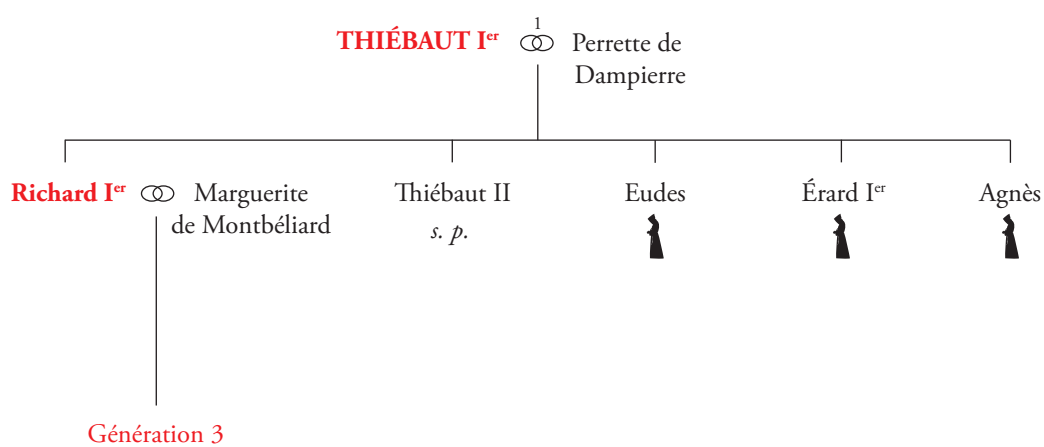 1
THIÉBAUT Iᵉʳ Perrette de
Dampierre
Richard Iᵉʳ Marguerite
de Montbéliard
Thiébaut II
s. p.
Eudes
Érard Iᵉʳ
Agnès
Génération 3